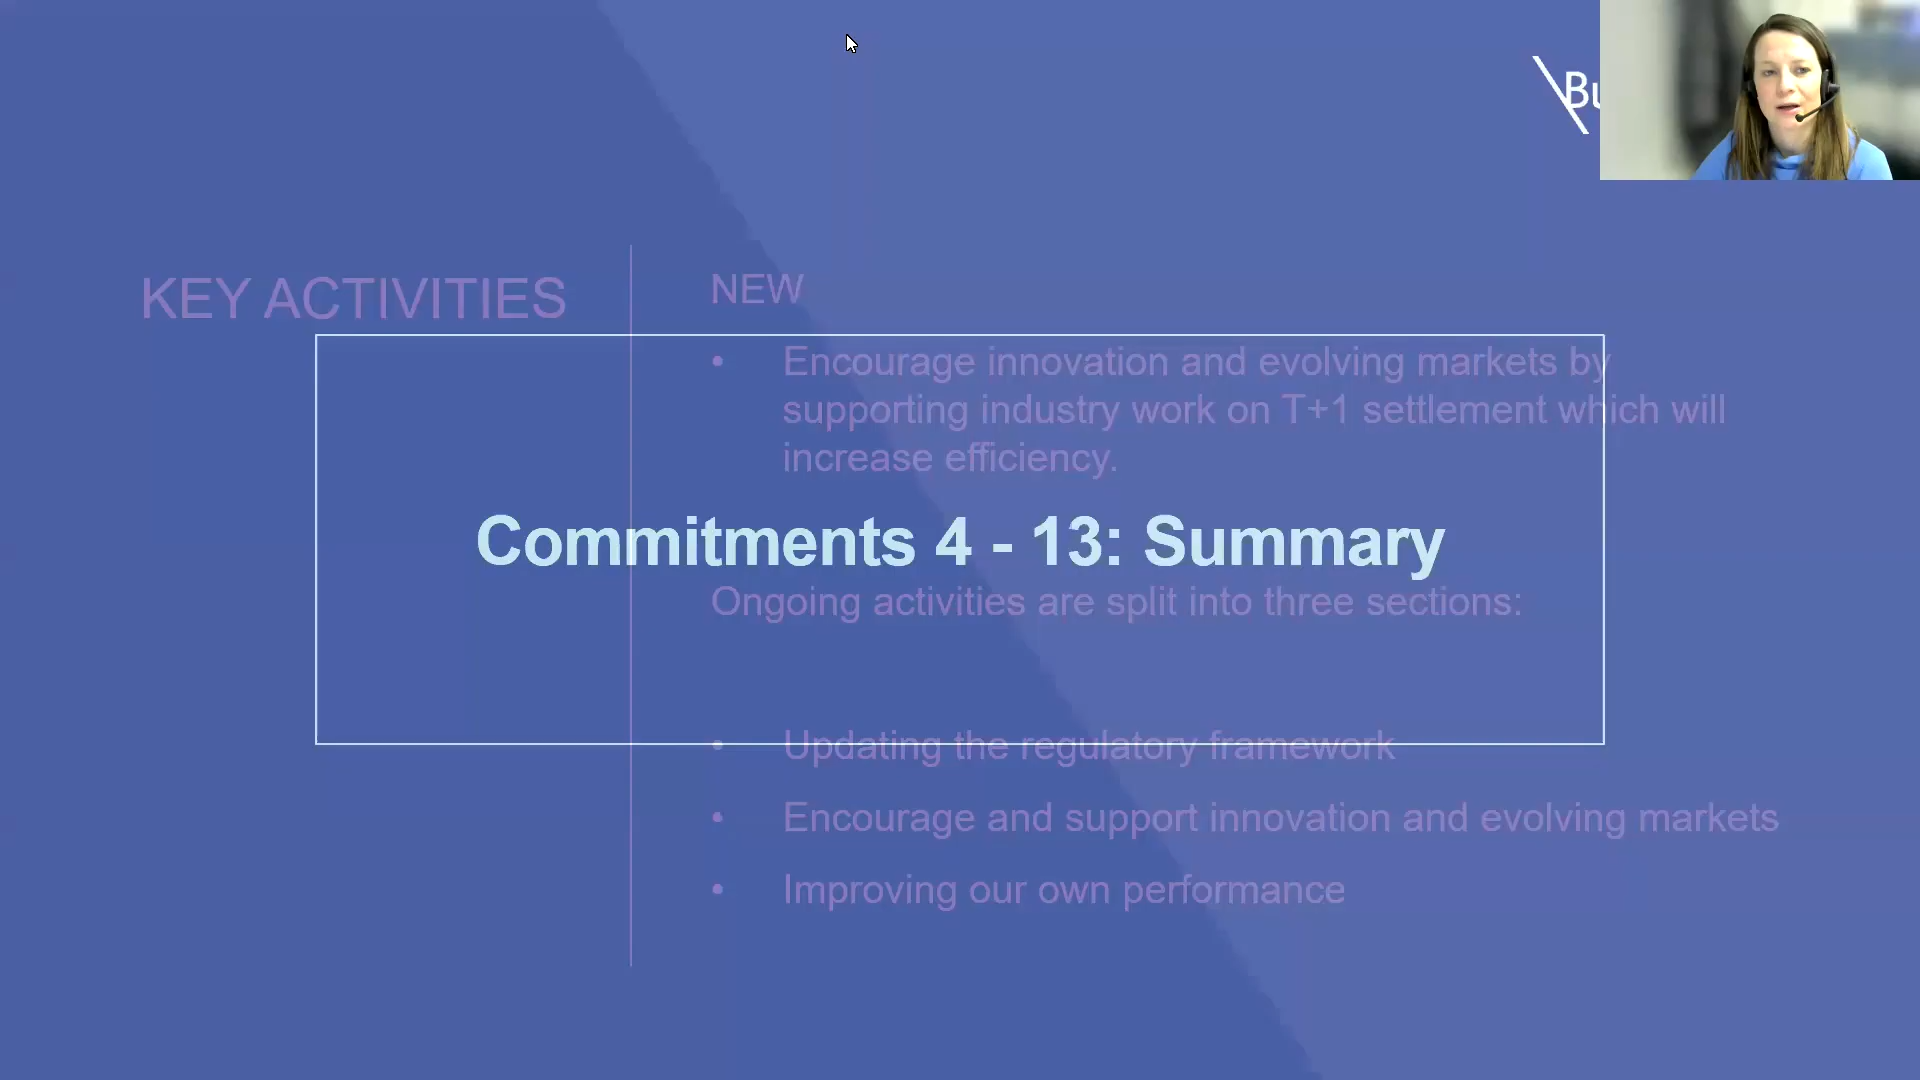 KEY ACTIVITIES
NEW
• Encourage innovation and evolving markets by
supporting industry work on T+1 settlement which will
increase efficiency.
Commitments 4 - 13: Summary
Ongoing activities are split into three sections:
• Updating the regulatory framework
• Encourage and support innovation and evolving markets
• Improving our own performance